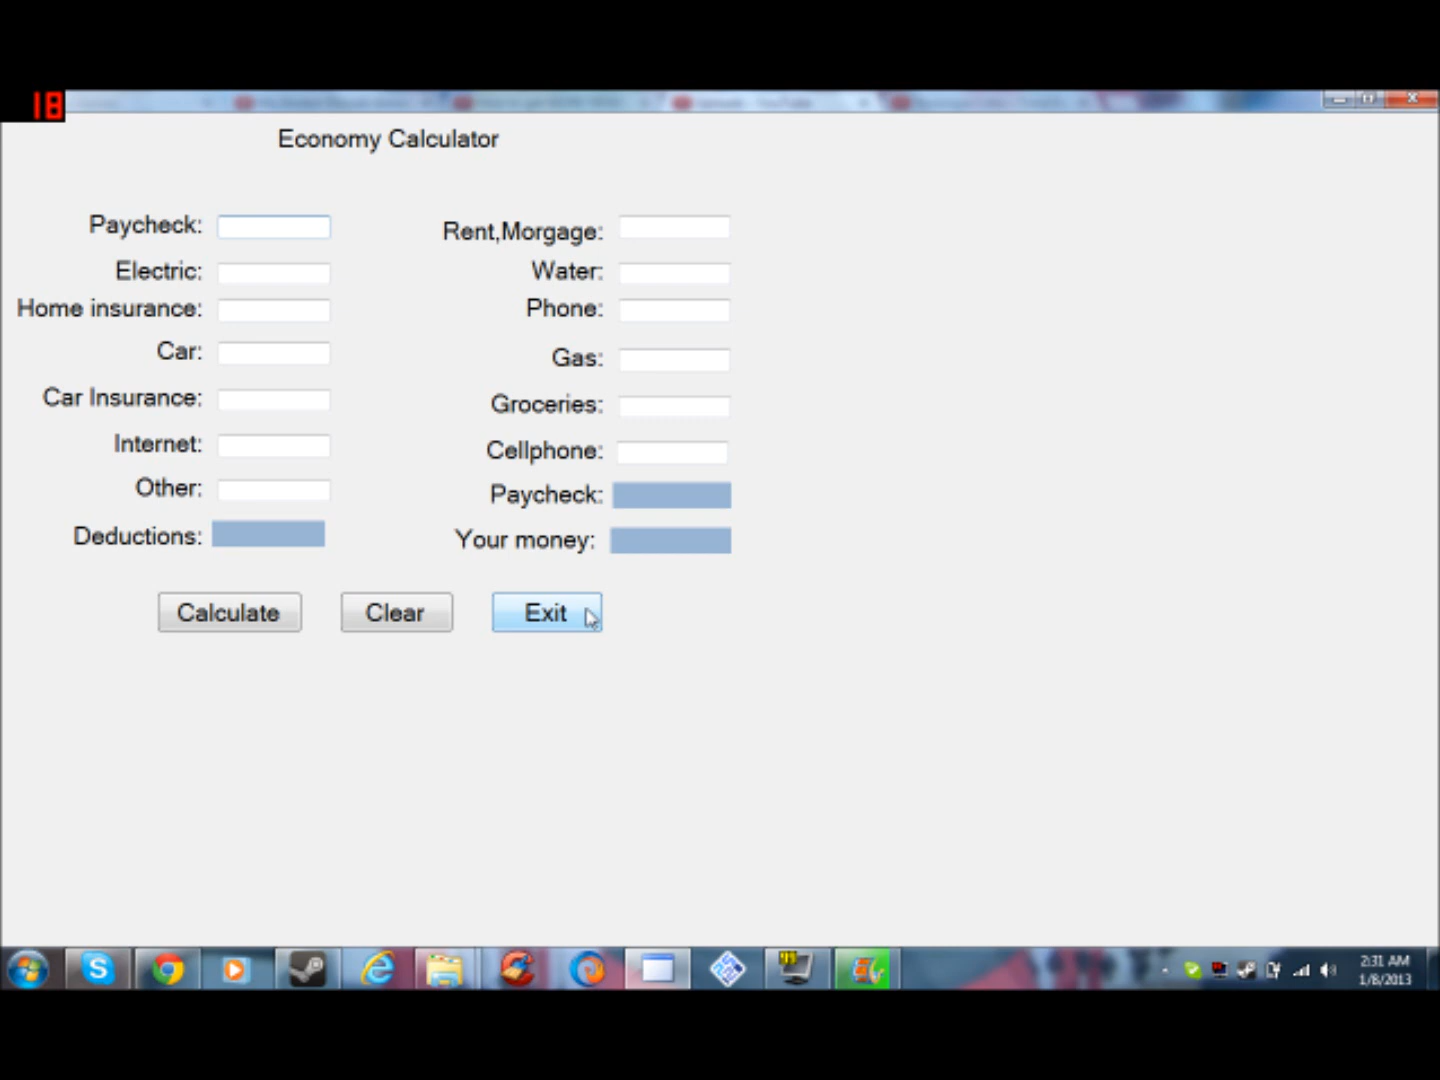 18
Economy Calculator
Paycheck:
Rent,Morgage:
Electric:
Water:
Home insurance:
Phone:
Car:
Gas:
Car Insurance:
Groceries:
Internet:
Cellphone:
Other:
Paycheck:
Deductions:
Your money:
Calculate Clear Exit
2:31 AM
1/8/2013